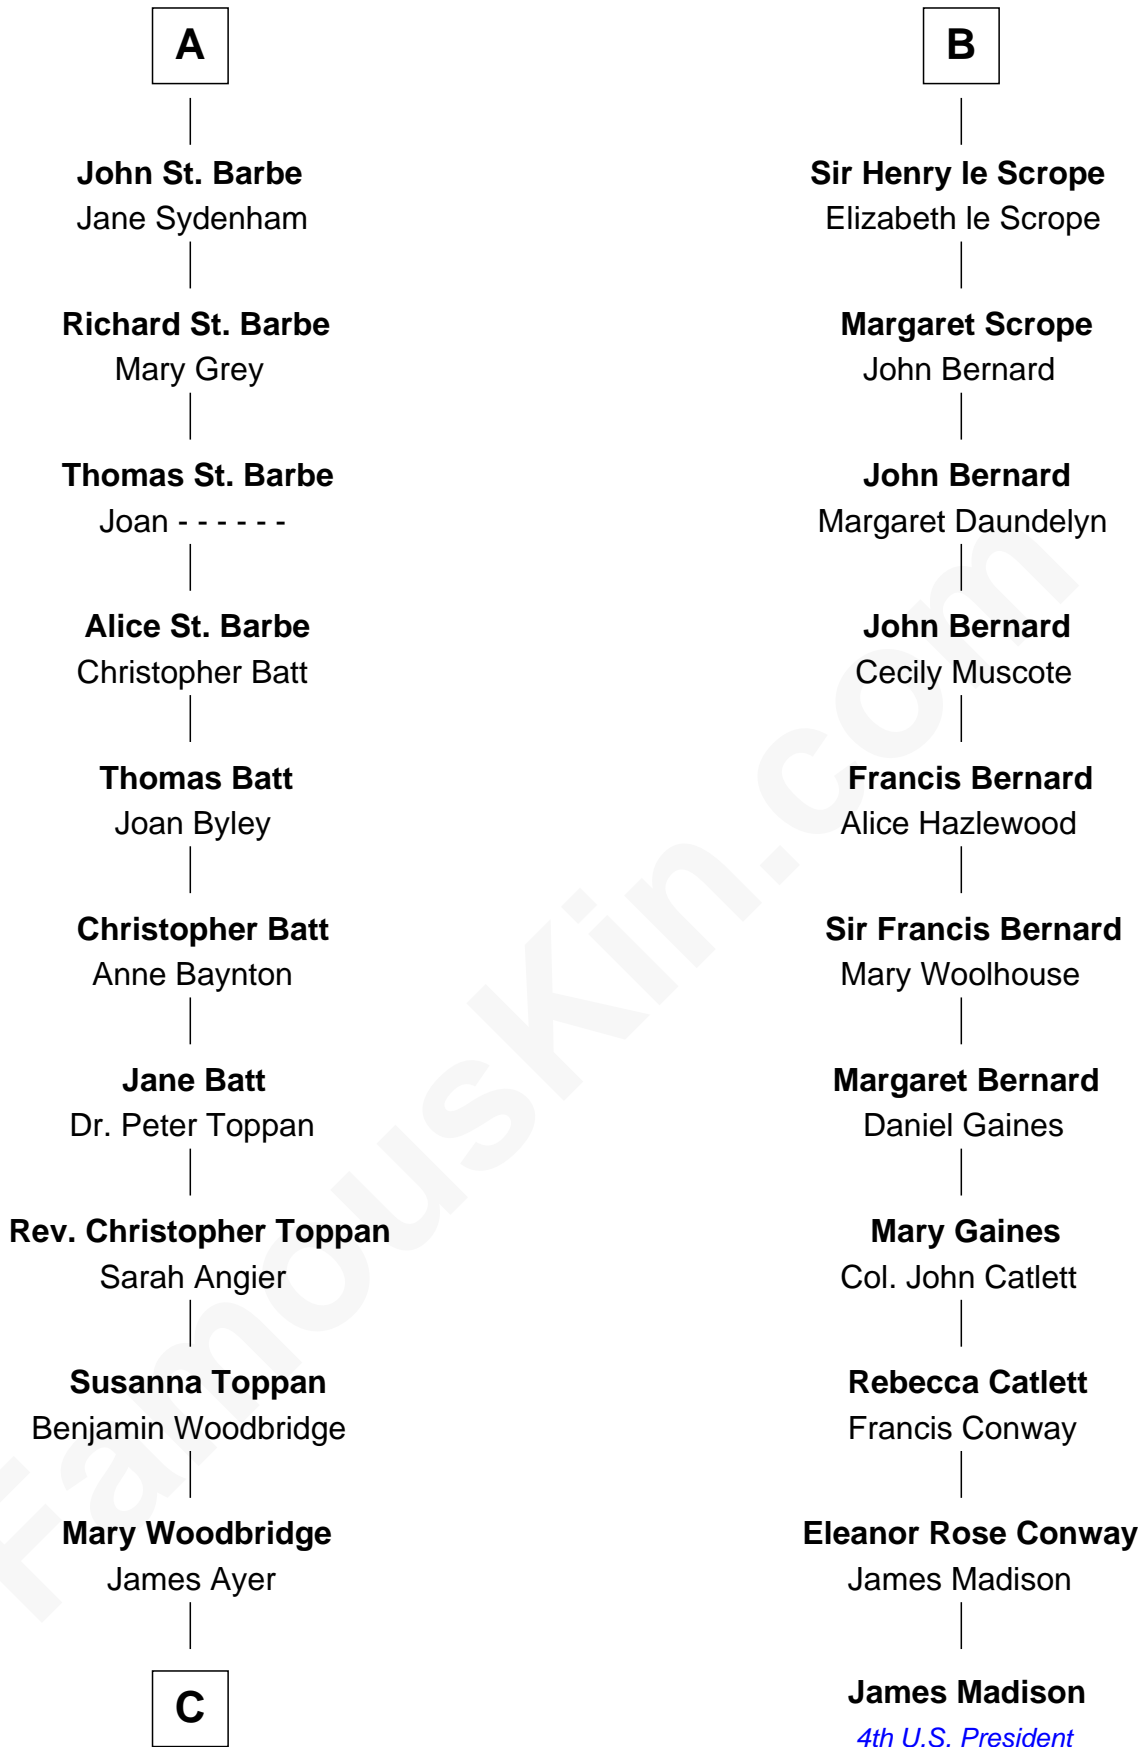 A
John St. Barbe
Jane Sydenham
Richard St. Barbe
Mary Grey
Thomas St. Barbe
Joan - - - - - -
Alice St. Barbe
Christopher Batt
Thomas Batt
Joan Byley
Christopher Batt
Anne Baynton
Jane Batt
Dr. Peter Toppan
Rev. Christopher Toppan
Sarah Angier
Susanna Toppan
Benjamin Woodbridge
Mary Woodbridge
James Ayer
C
B
Sir Henry le Scrope
Elizabeth le Scrope
Margaret Scrope
John Bernard
John Bernard
Margaret Daundelyn
John Bernard
Cecily Muscote
Francis Bernard
Alice Hazlewood
Sir Francis Bernard
Mary Woolhouse
Margaret Bernard
Daniel Gaines
Mary Gaines
Col. John Catlett
Rebecca Catlett
Francis Conway
Eleanor Rose Conway
James Madison
James Madison
4th U.S. President
FamousKin.com